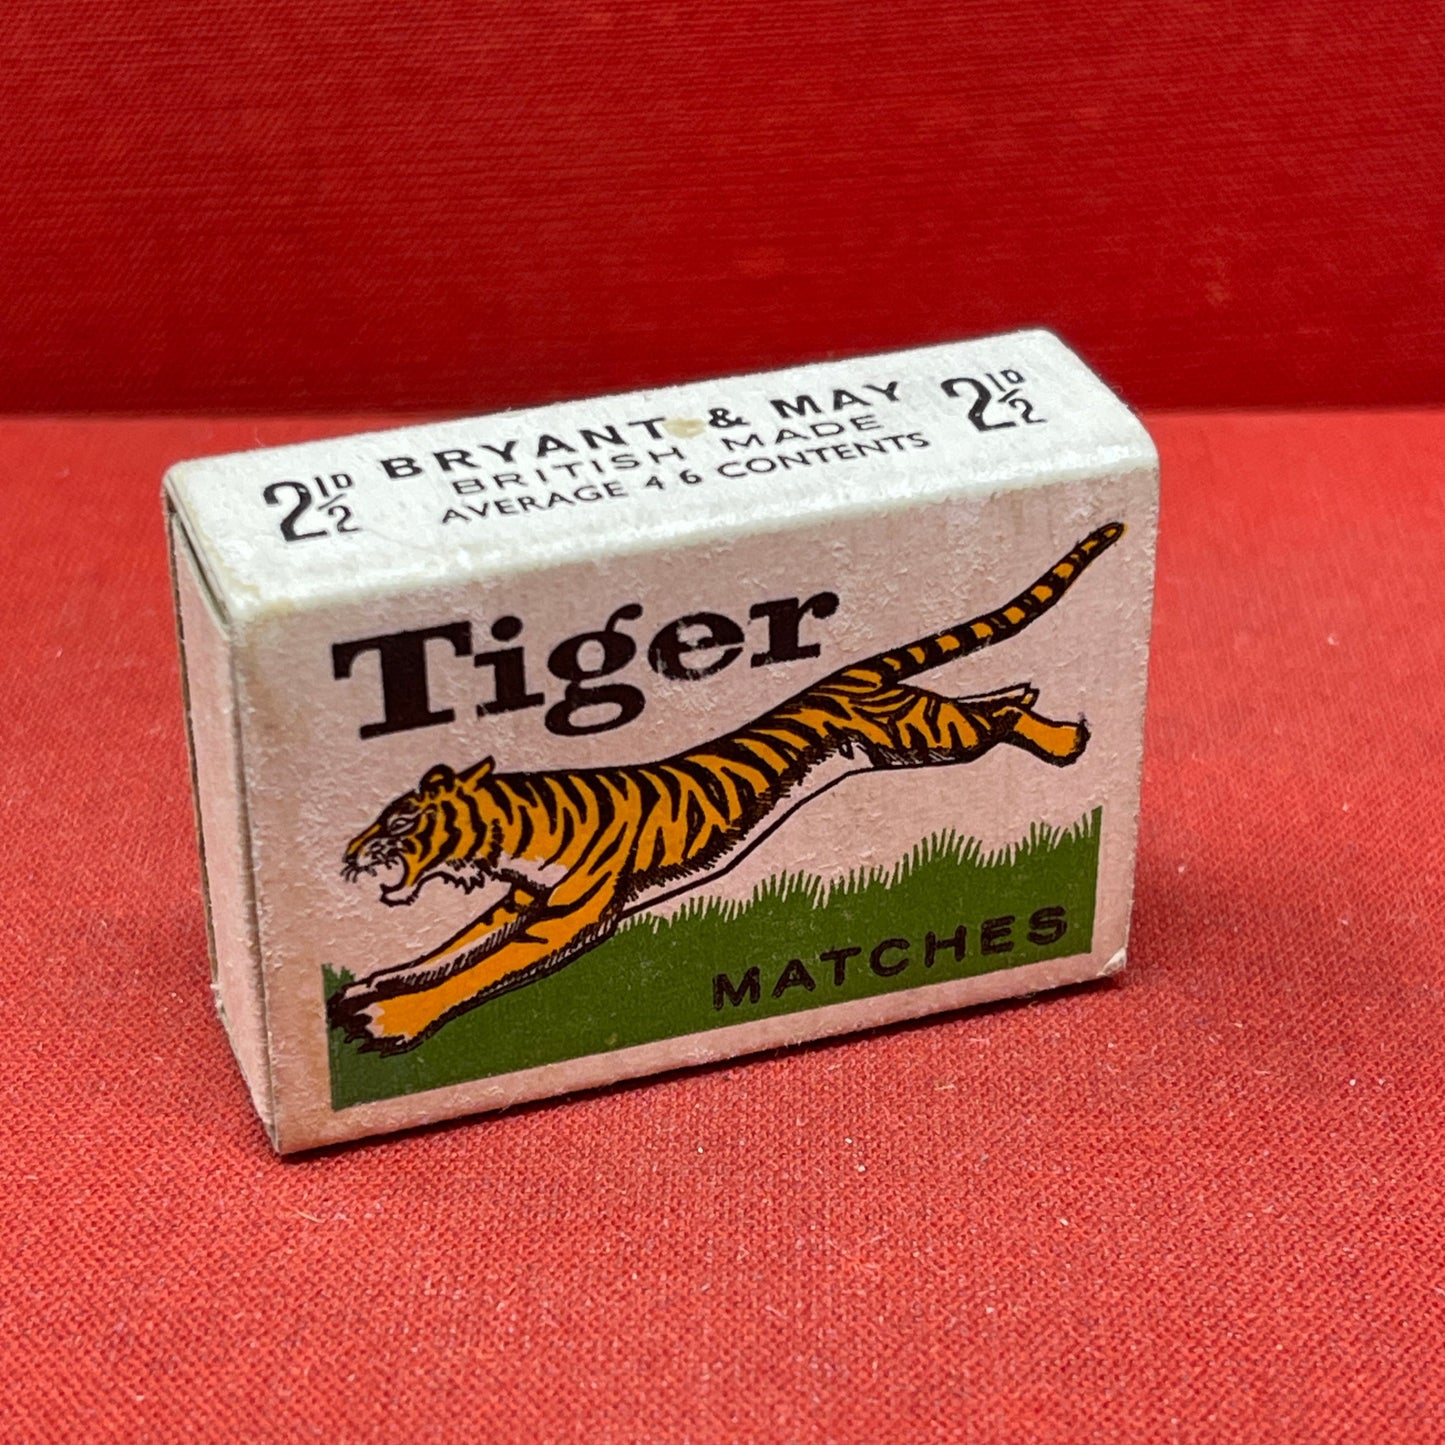 2½D BRYANT & MAY 2½D
BRITISH MADE
AVERAGE 46 CONTENTS
Tiger
MATCHES